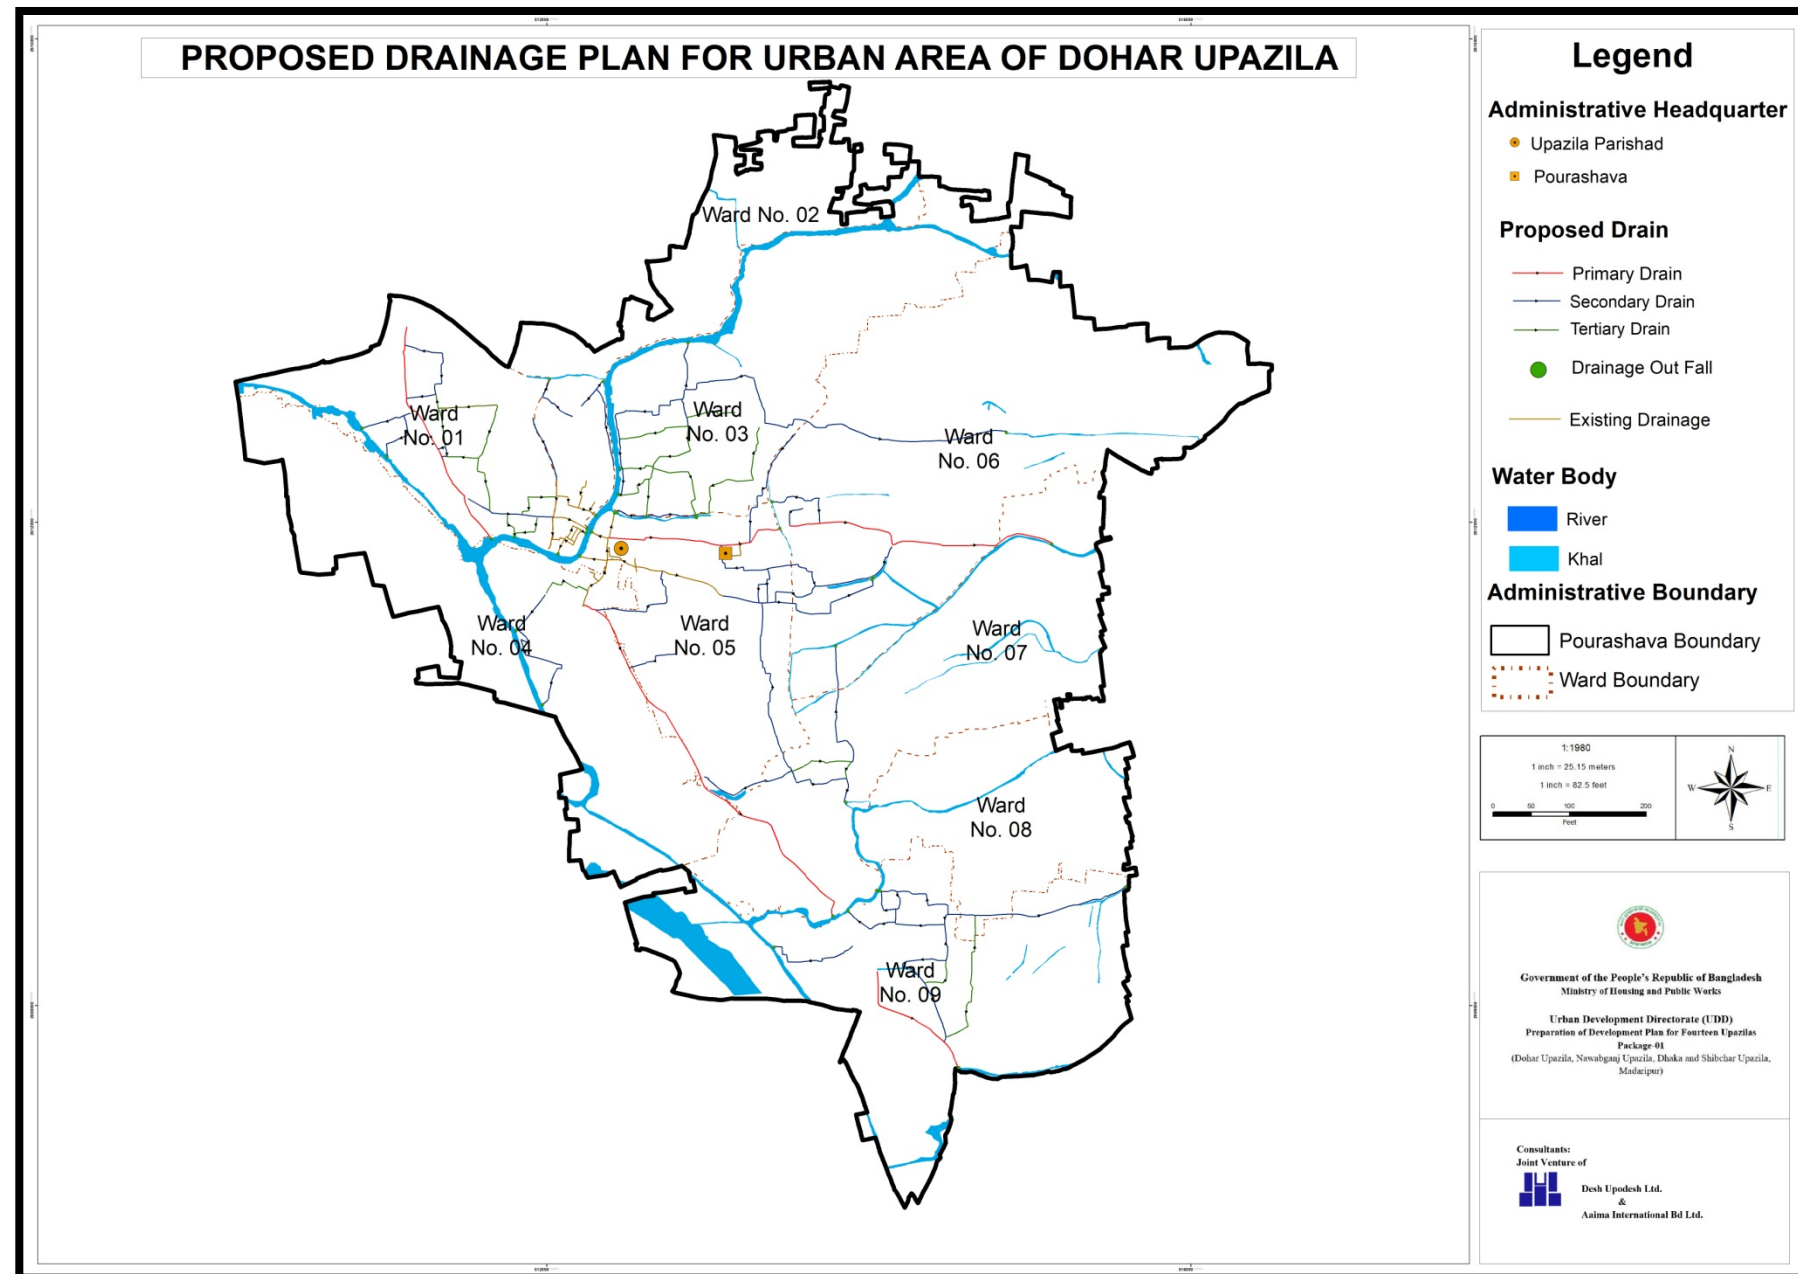 PROPOSED DRAINAGE PLAN FOR URBAN AREA OF DOHAR UPAZILA
Ward No. 02
Ward
No. 01
Ward
No. 03
Ward
No. 06
Ward
No. 04
Ward
No. 05
Ward
No. 07
Ward
No. 08
Ward
No. 09
Legend
Administrative Headquarter
Upazila Parishad
Pourashava
Proposed Drain
Primary Drain
Secondary Drain
Tertiary Drain
Drainage Out Fall
Existing Drainage
Water Body
River
Khal
Administrative Boundary
Pourashava Boundary
Ward Boundary
1:1980
1 inch = 25.15 meters
1 inch = 82.5 feet
0 50 100 200
Feet
N
W E
S
Government of the People's Republic of Bangladesh
Ministry of Housing and Public Works
Urban Development Directorate (UDD)
Preparation of Development Plan for Fourteen Upazilas
Package-01
(Dohar Upazila, Nawabganj Upazila, Dhaka and Shibchar Upazila,
Madaripur)
Consultants:
Joint Venture of
Desh Upodesh Ltd.
&
Aaima International Bd Ltd.